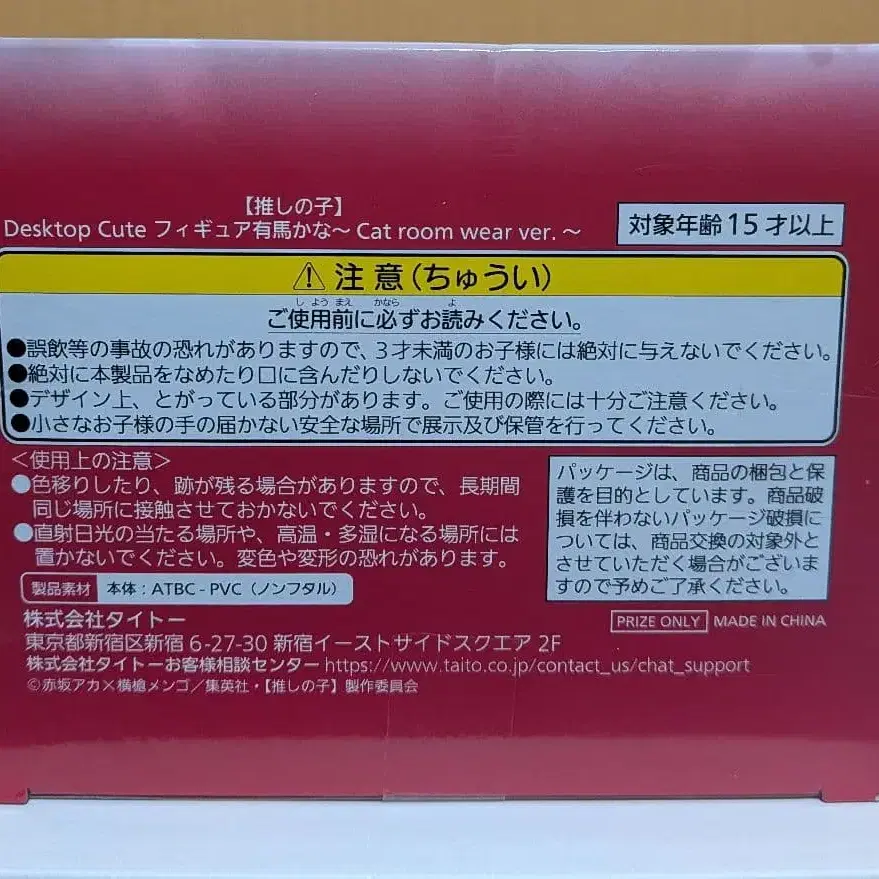 【推しの子】
Desktop Cute フィギュア有馬かな～ Cat room wear ver. ～
対象年齢 15 才以上
⚠ 注 意（ちゅうい）
し よう まえ かなら よ
ご使用前に必ずお読みください。
●誤飲等の事故の恐れがありますので、３才未満のお子様には絶対に与えないでください。
●絶対に本製品をなめたり口に含んだりしないでください。
●デザイン上、とがっている部分があります。ご使用の際には十分ご注意ください。
●小さなお子様の手の届かない安全な場所で展示及び保管を行ってください。
＜使用上の注意＞
●色移りしたり、跡が残る場合がありますので、長期間
同じ場所に接触させておかないでください。
●直射日光の当たる場所や、高温・多湿になる場所には
置かないでください。変色や変形の恐れがあります。
パッケージは、商品の梱包と保
護を目的としています。商品破
損を伴わないパッケージ破損に
ついては、商品交換の対象外と
させていただく場合がございま
すので予めご了承ください。
製品素材 本体：ATBC - PVC（ノンフタル）
株式会社タイトー
PRIZE ONLY MADE IN CHINA
東京都新宿区新宿 6-27-30 新宿イーストサイドスクエア 2F
株式会社タイトーお客様相談センター https://www.taito.co.jp/contact_us/chat_support
©赤坂アカ×横槍メンゴ／集英社・【推しの子】製作委員会